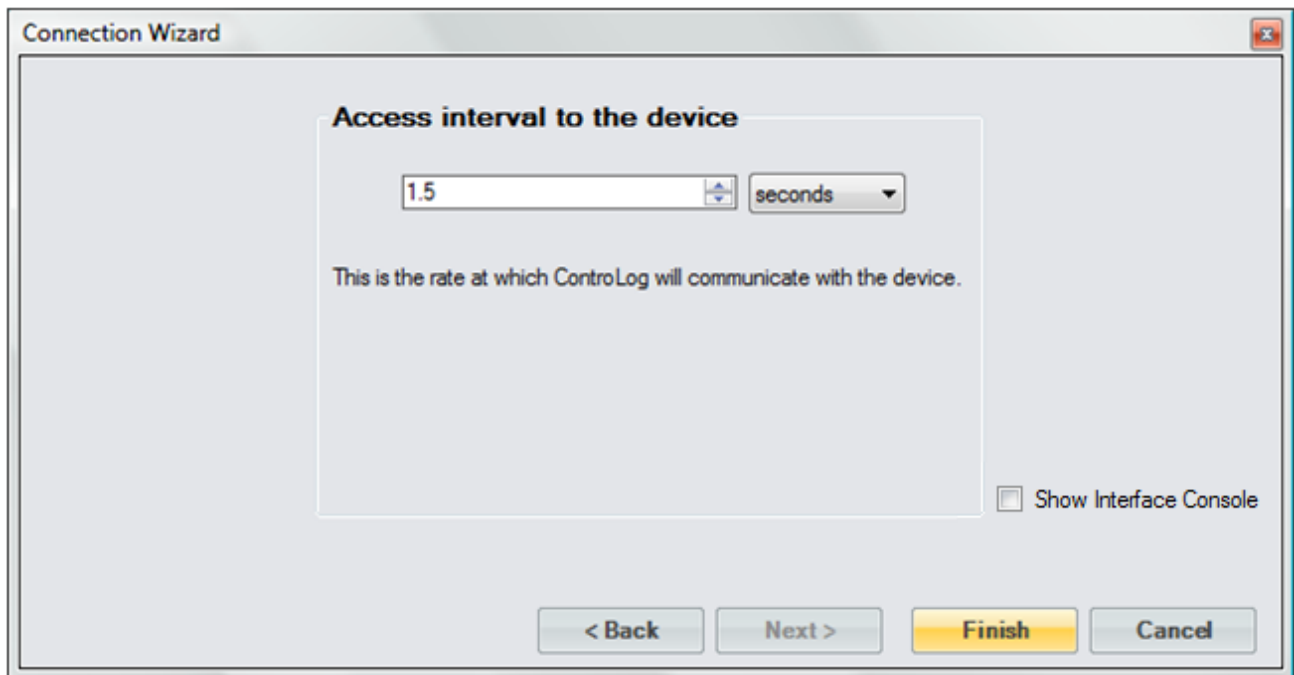 Connection Wizard
Access interval to the device
1.5 seconds
This is the rate at which ControLog will communicate with the device.
Show Interface Console
< Back Next > Finish Cancel